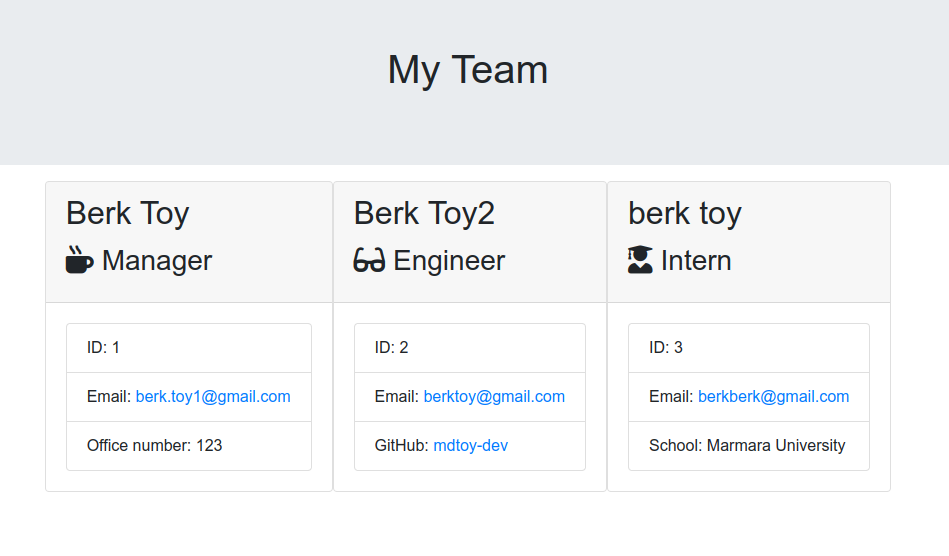 My Team
Berk Toy
Manager
ID: 1
Email: berk.toy1@gmail.com
Office number: 123
Berk Toy2
Engineer
ID: 2
Email: berktoy@gmail.com
GitHub: mdtoy-dev
berk toy
Intern
ID: 3
Email: berkberk@gmail.com
School: Marmara University